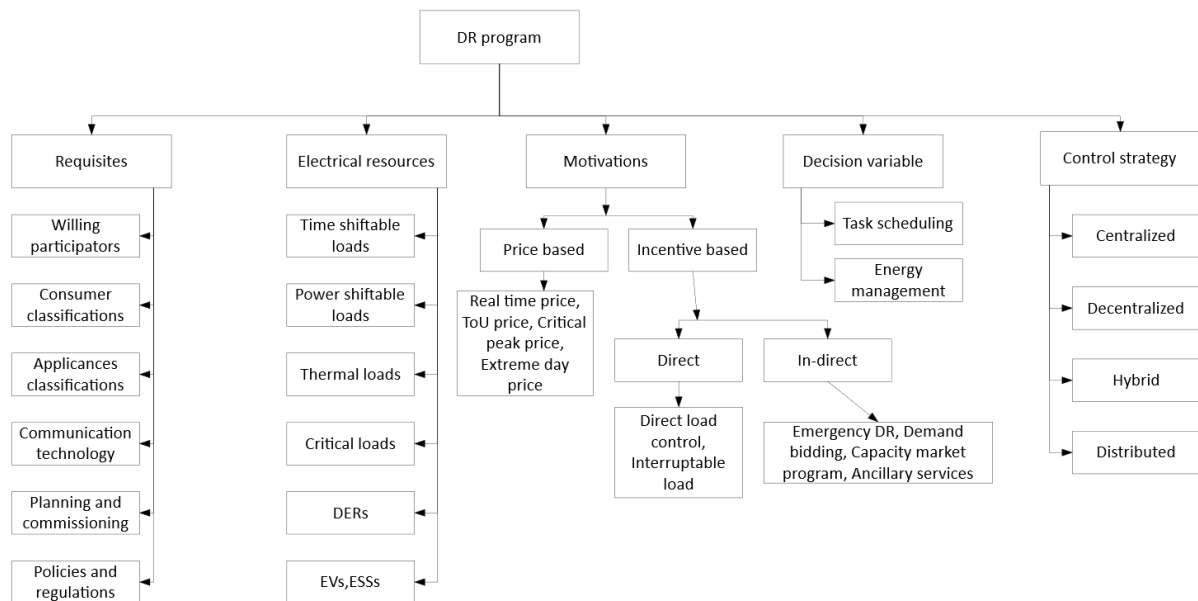 DR program
Requisites
Electrical resources
Motivations
Decision variable
Control strategy
Willing
participators
Consumer
classifications
Applicances
classifications
Communication
technology
Planning and
commissioning
Policies and
regulations
Time shiftable
loads
Power shiftable
loads
Thermal loads
Critical loads
DERs
EVs,ESSs
Price based
Incentive based
Real time price,
ToU price, Critical
peak price,
Extreme day
price
Direct
In-direct
Direct load
control,
Interruptable
load
Emergency DR, Demand
bidding, Capacity market
program, Ancillary services
Task scheduling
Energy
management
Centralized
Decentralized
Hybrid
Distributed